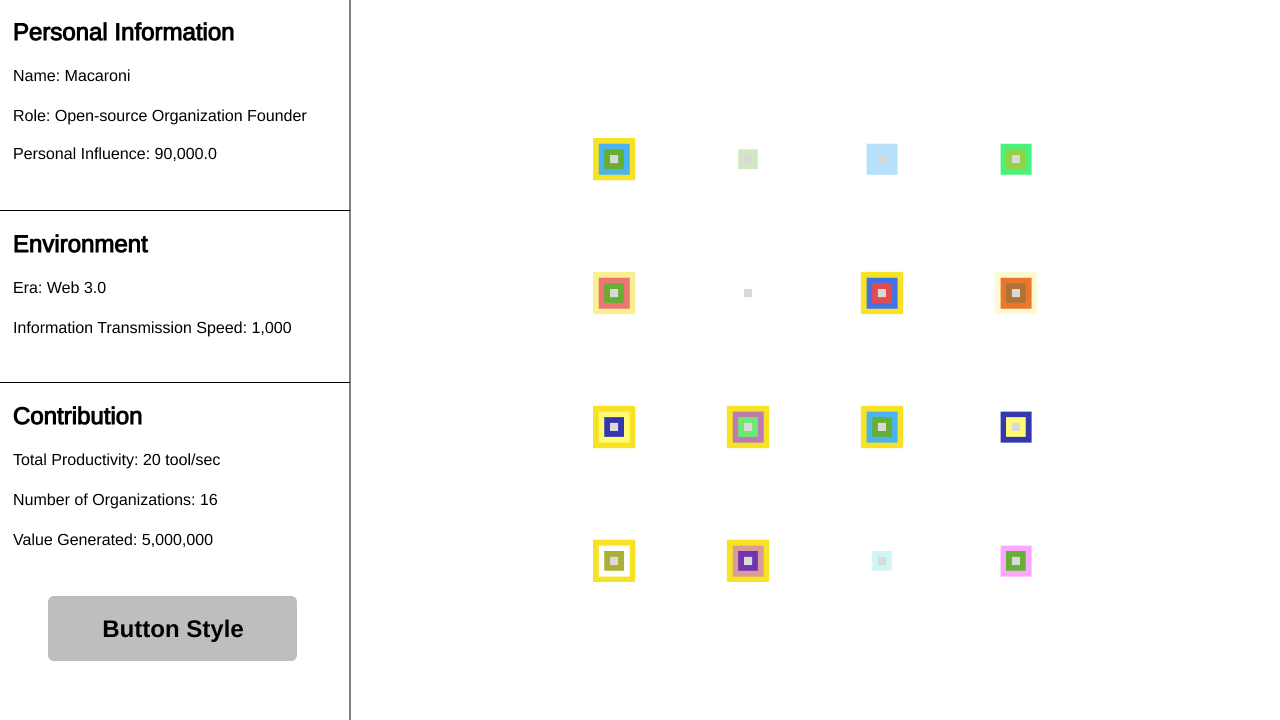 Personal Information
Name: Macaroni
Role: Open-source Organization Founder
Personal Influence: 90,000.0
Environment
Era: Web 3.0
Information Transmission Speed: 1,000
Contribution
Total Productivity: 20 tool/sec
Number of Organizations: 16
Value Generated: 5,000,000
Button Style